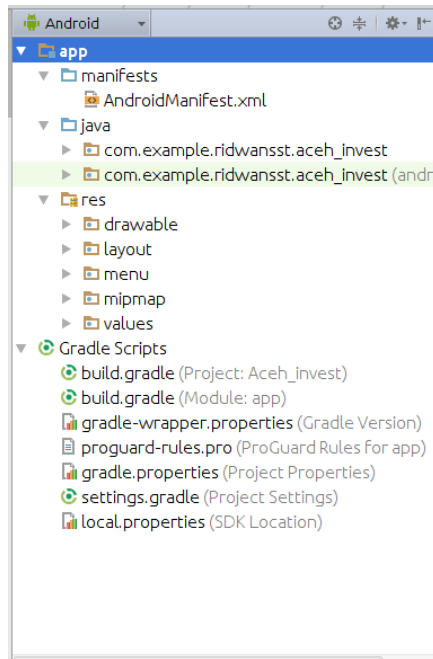 Android
app
manifests
AndroidManifest.xml
java
com.example.ridwansst.aceh_invest
com.example.ridwansst.aceh_invest (andr
res
drawable
layout
menu
mipmap
values
Gradle Scripts
build.gradle (Project: Aceh_invest)
build.gradle (Module: app)
gradle-wrapper.properties (Gradle Version)
proguard-rules.pro (ProGuard Rules for app)
gradle.properties (Project Properties)
settings.gradle (Project Settings)
local.properties (SDK Location)